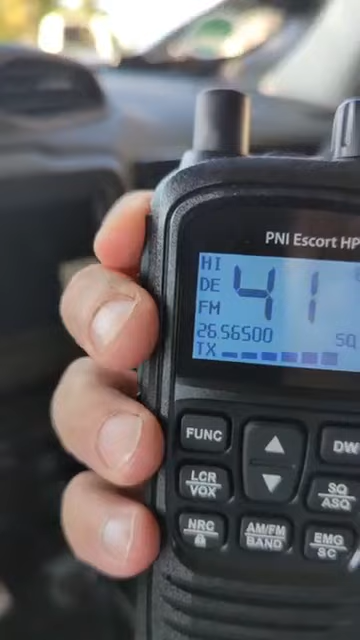 PNI Escort HP
HI
41
DE
FM
26.56500
SQ
TX
FUNC
DW
LCR
VOX
SQ
ASQ
NRC
AM/FM
BAND
EMG
SC